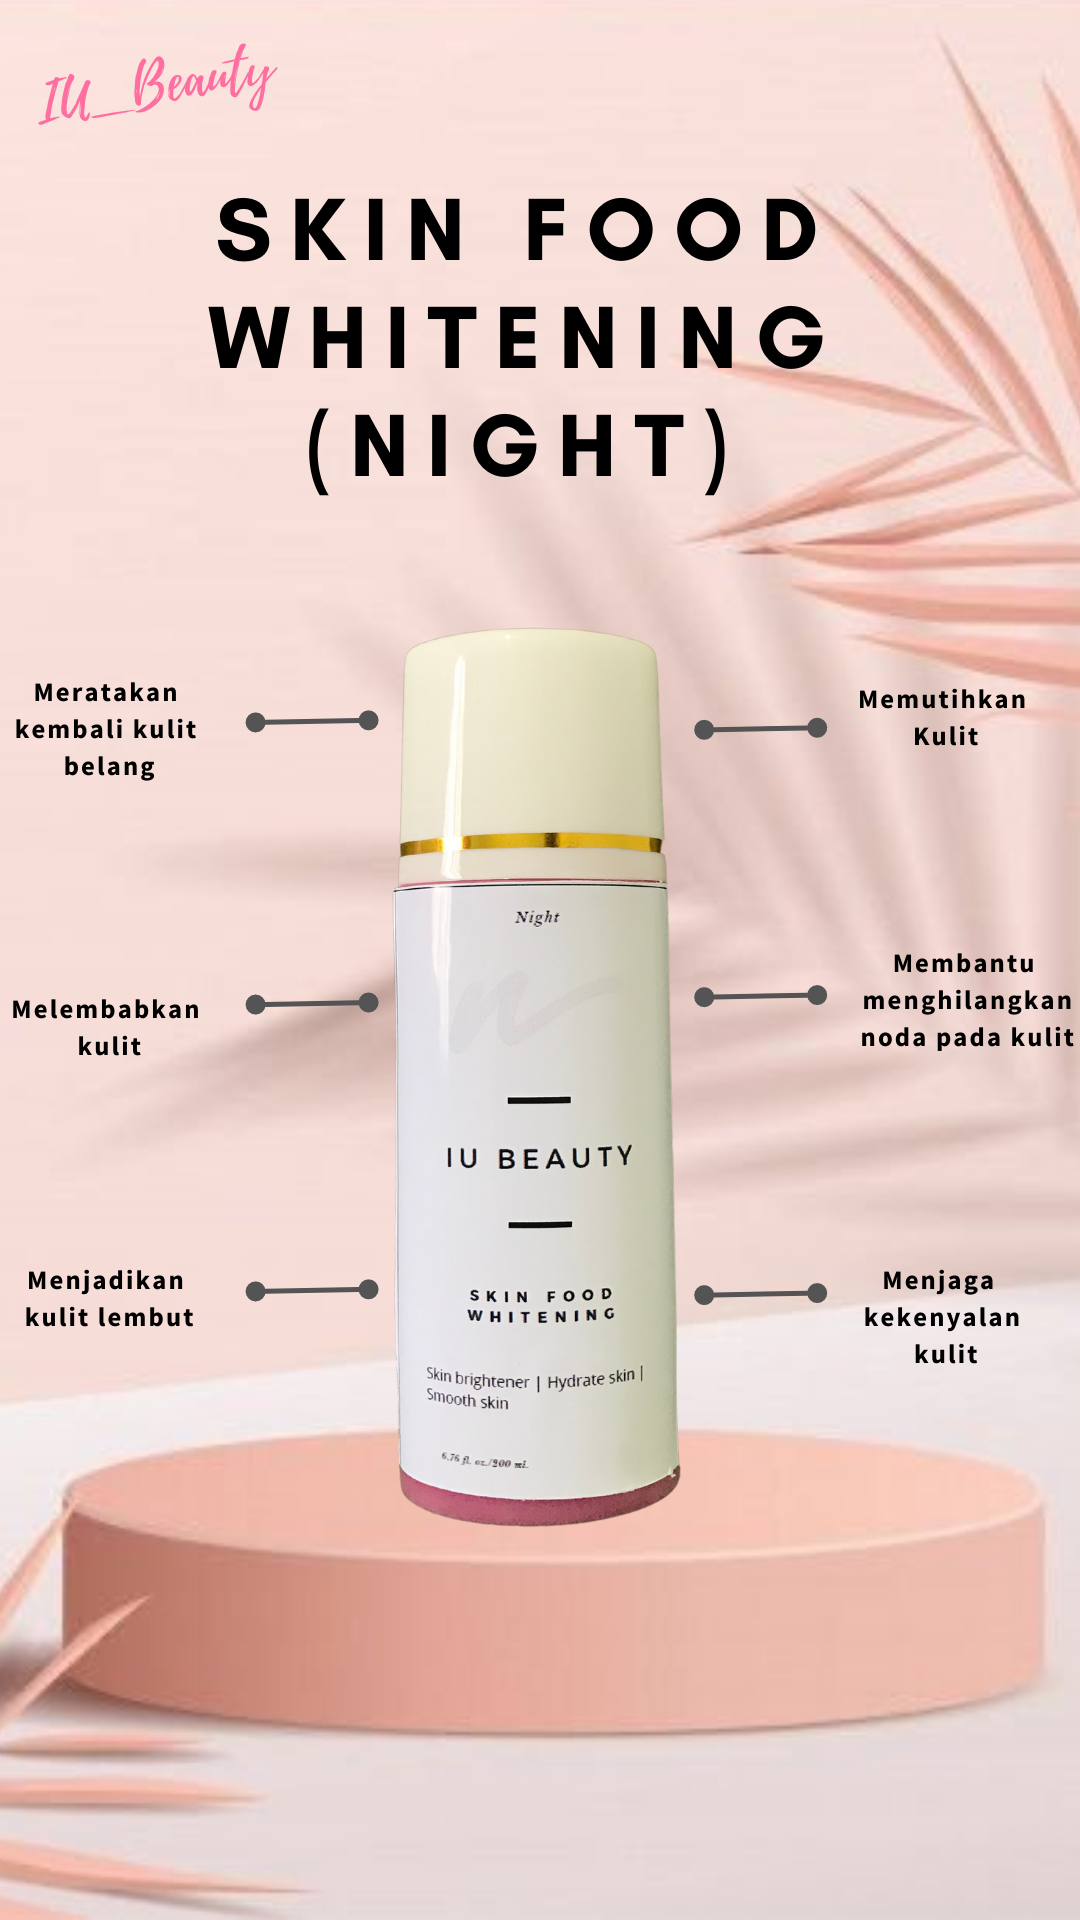 IU_Beauty
SKIN FOOD
WHITENING
(NIGHT)
Meratakan
kembali kulit
belang
Memutihkan
Kulit
Melembabkan
kulit
Membantu
menghilangkan
noda pada kulit
Menjadikan
kulit lembut
Menjaga
kekenyalan
kulit
Night
IU BEAUTY
SKIN FOOD
WHITENING
Skin brightener | Hydrate skin |
Smooth skin
6.76 fl. oz./200 ml.